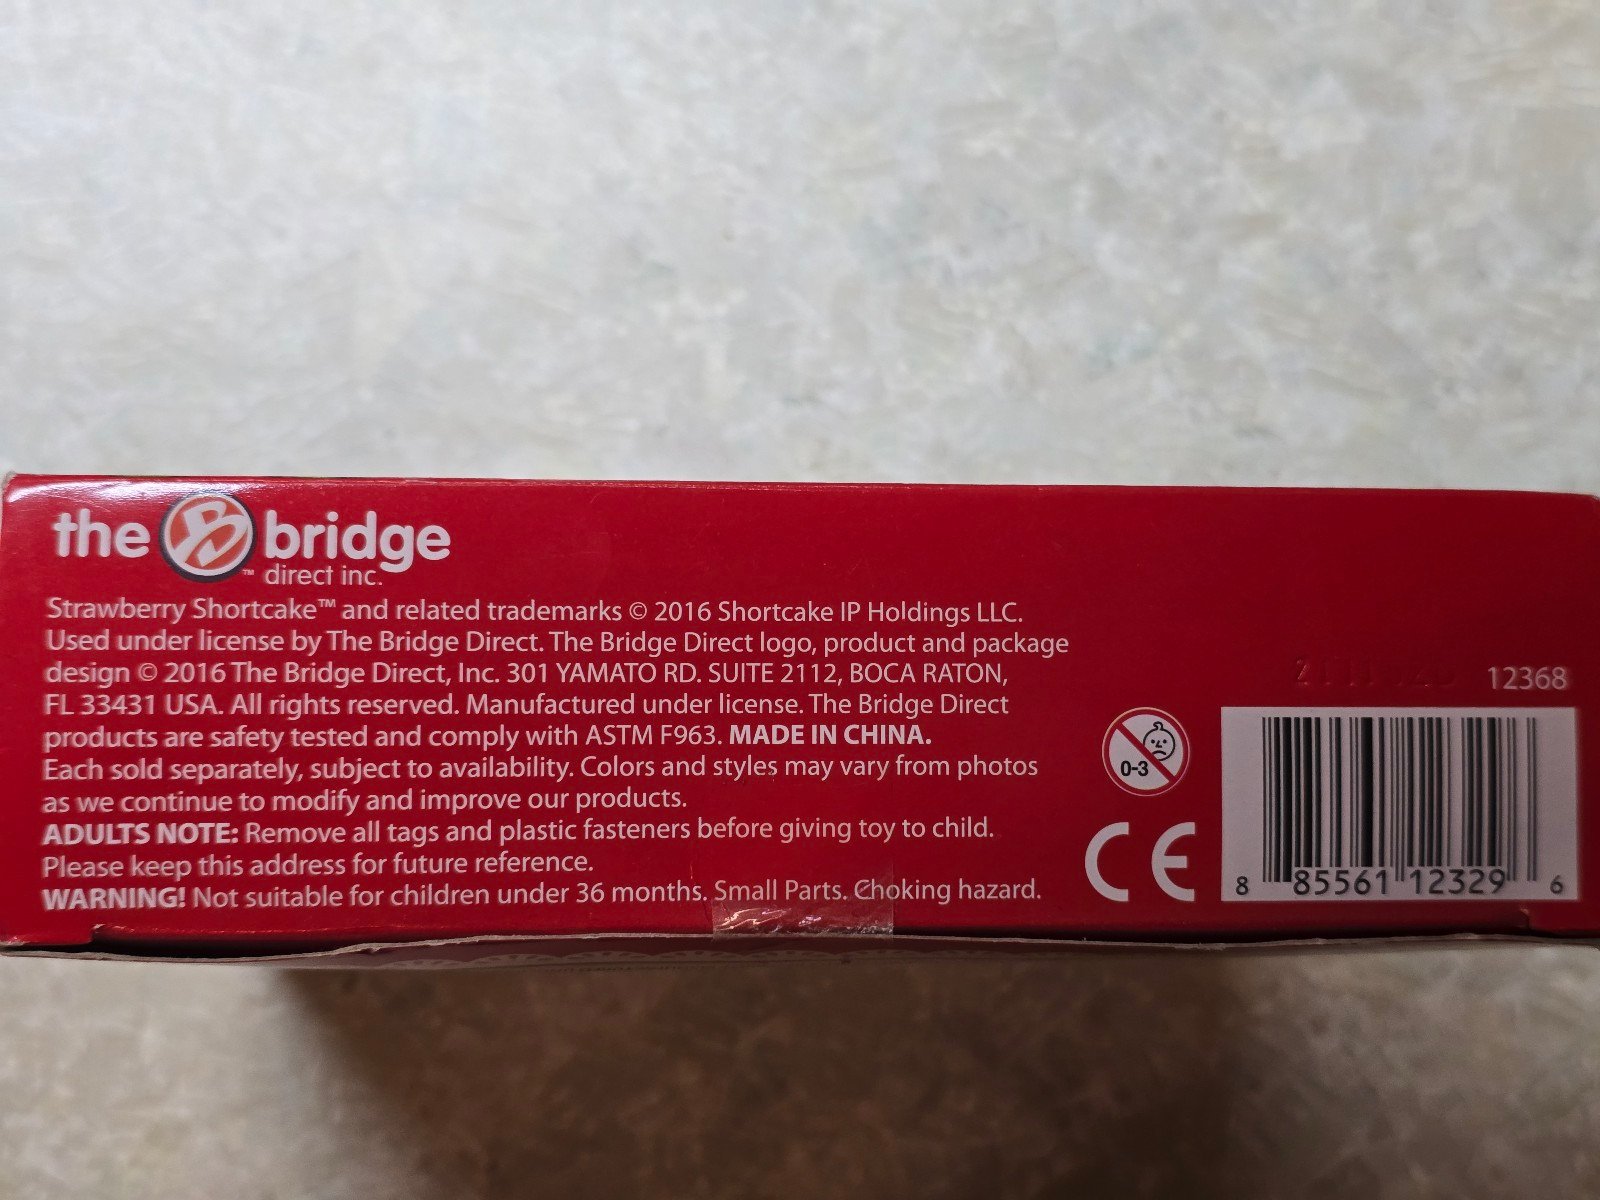 the B bridge
™ direct inc.
Strawberry Shortcake™ and related trademarks © 2016 Shortcake IP Holdings LLC.
Used under license by The Bridge Direct. The Bridge Direct logo, product and package
design © 2016 The Bridge Direct, Inc. 301 YAMATO RD. SUITE 2112, BOCA RATON,
FL 33431 USA. All rights reserved. Manufactured under license. The Bridge Direct
products are safety tested and comply with ASTM F963. MADE IN CHINA.
Each sold separately, subject to availability. Colors and styles may vary from photos
as we continue to modify and improve our products.
ADULTS NOTE: Remove all tags and plastic fasteners before giving toy to child.
Please keep this address for future reference.
WARNING! Not suitable for children under 36 months. Small Parts. Choking hazard.
0-3
CE
12368
8 85561 12329 6